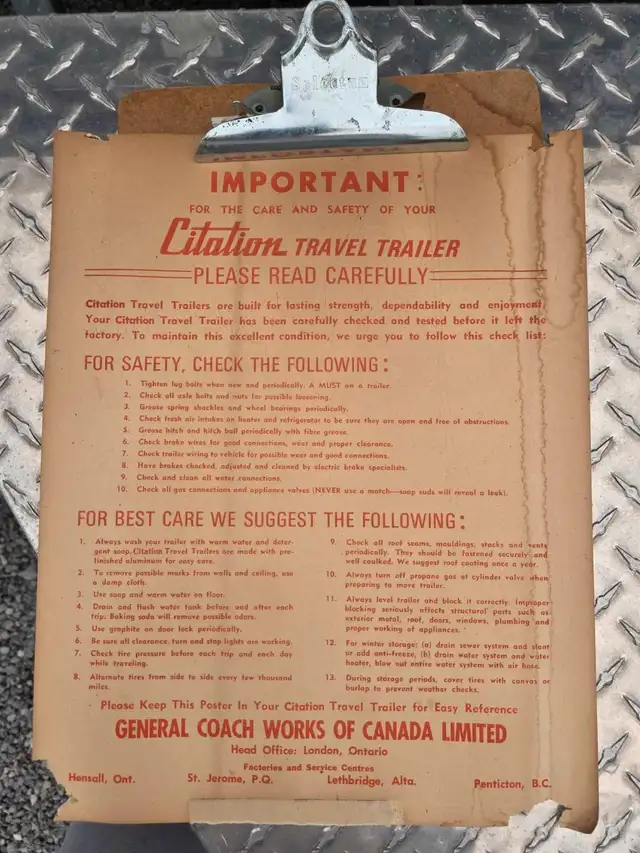 IMPORTANT:
FOR THE CARE AND SAFETY OF YOUR
Citation TRAVEL TRAILER
PLEASE READ CAREFULLY
Citation Travel Trailers are built for lasting strength, dependability and enjoyment.
Your Citation Travel Trailer has been carefully checked and tested before it left the
factory. To maintain this excellent condition, we urge you to follow this check list:
FOR SAFETY, CHECK THE FOLLOWING:
1. Tighten lug bolts when new and periodically. A MUST on a trailer.
2. Check all axle bolts and nuts for possible loosening.
3. Grease spring shackles and wheel bearings periodically.
4. Check fresh air intakes on heater and refrigerator to be sure they are open and free of obstructions.
5. Grease hitch and hitch ball periodically with fibre grease.
6. Check brake wires for good connections, wear and proper clearance.
7. Check trailer wiring to vehicle for possible wear and good connections.
8. Have brakes checked, adjusted and cleaned by electric brake specialists.
9. Check and clean all water connections.
10. Check all gas connections and appliance valves (NEVER use a match—soap suds will reveal a leak).
FOR BEST CARE WE SUGGEST THE FOLLOWING:
1. Always wash your trailer with warm water and deter-
gent soap. Citation Travel Trailers are made with pre-
finished aluminum for easy care.
2. To remove possible marks from walls and ceiling, use
a damp cloth.
3. Use soap and warm water on floor.
4. Drain and flush water tank before and after each
trip. Baking soda will remove possible odors.
5. Use graphite on door lock periodically.
6. Be sure all clearance, turn and stop lights are working.
7. Check tire pressure before each trip and each day
while traveling.
8. Alternate tires from side to side every few thousand
miles.
9. Check all roof seams, mouldings, stacks and vents
periodically. They should be fastened securely and
well caulked. We suggest roof coating once a year.
10. Always turn off propane gas at cylinder valve when
preparing to move trailer.
11. Always level trailer and block it correctly. Improper
blocking seriously affects structural parts such as
exterior metal, roof, doors, windows, plumbing and
proper working of appliances.
12. For winter storage: (a) drain sewer system and
or add anti-freeze, (b) drain water system and water
heater, blow out entire water system with air hose.
13. During storage periods, cover tires with canvas or
burlap to prevent weather checks.
Please Keep This Poster In Your Citation Travel Trailer for Easy Reference
GENERAL COACH WORKS OF CANADA LIMITED
Head Office: London, Ontario
Factories and Service Centres
Hensall, Ont. St. Jerome, P.Q. Lethbridge, Alta. Penticton, B.C.